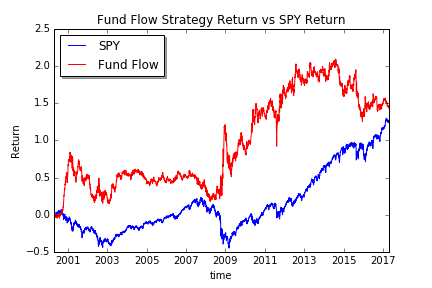 Fund Flow Strategy Return vs SPY Return
2.5
2.0
1.5
1.0
0.5
0.0
−0.5
Return
SPY
Fund Flow
2001 2003 2005 2007 2009 2011 2013 2015 2017
time